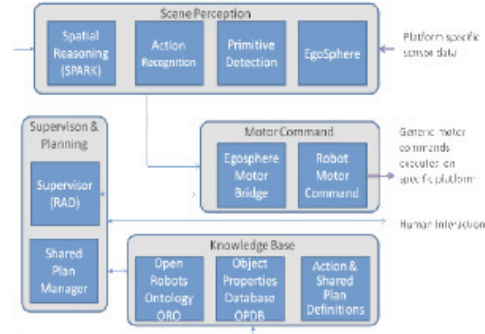 Scene Perception
Spatial
Reasoning
(SPARK)
Action
Recognition
Primitive
Detection
EgoSphere
Platform specific
sensor data
Supervison &
Planning
Supervisor
(RAD)
Shared
Plan
Manager
Motor Command
Egosphere
Motor
Bridge
Robot
Motor
Command
Generic motor
commands
executed on
specific platform
Human Interaction
Knowledge Base
Open
Robots
Ontology
ORO
Object
Properties
Database
OPDB
Action &
Shared
Plan
Definitions